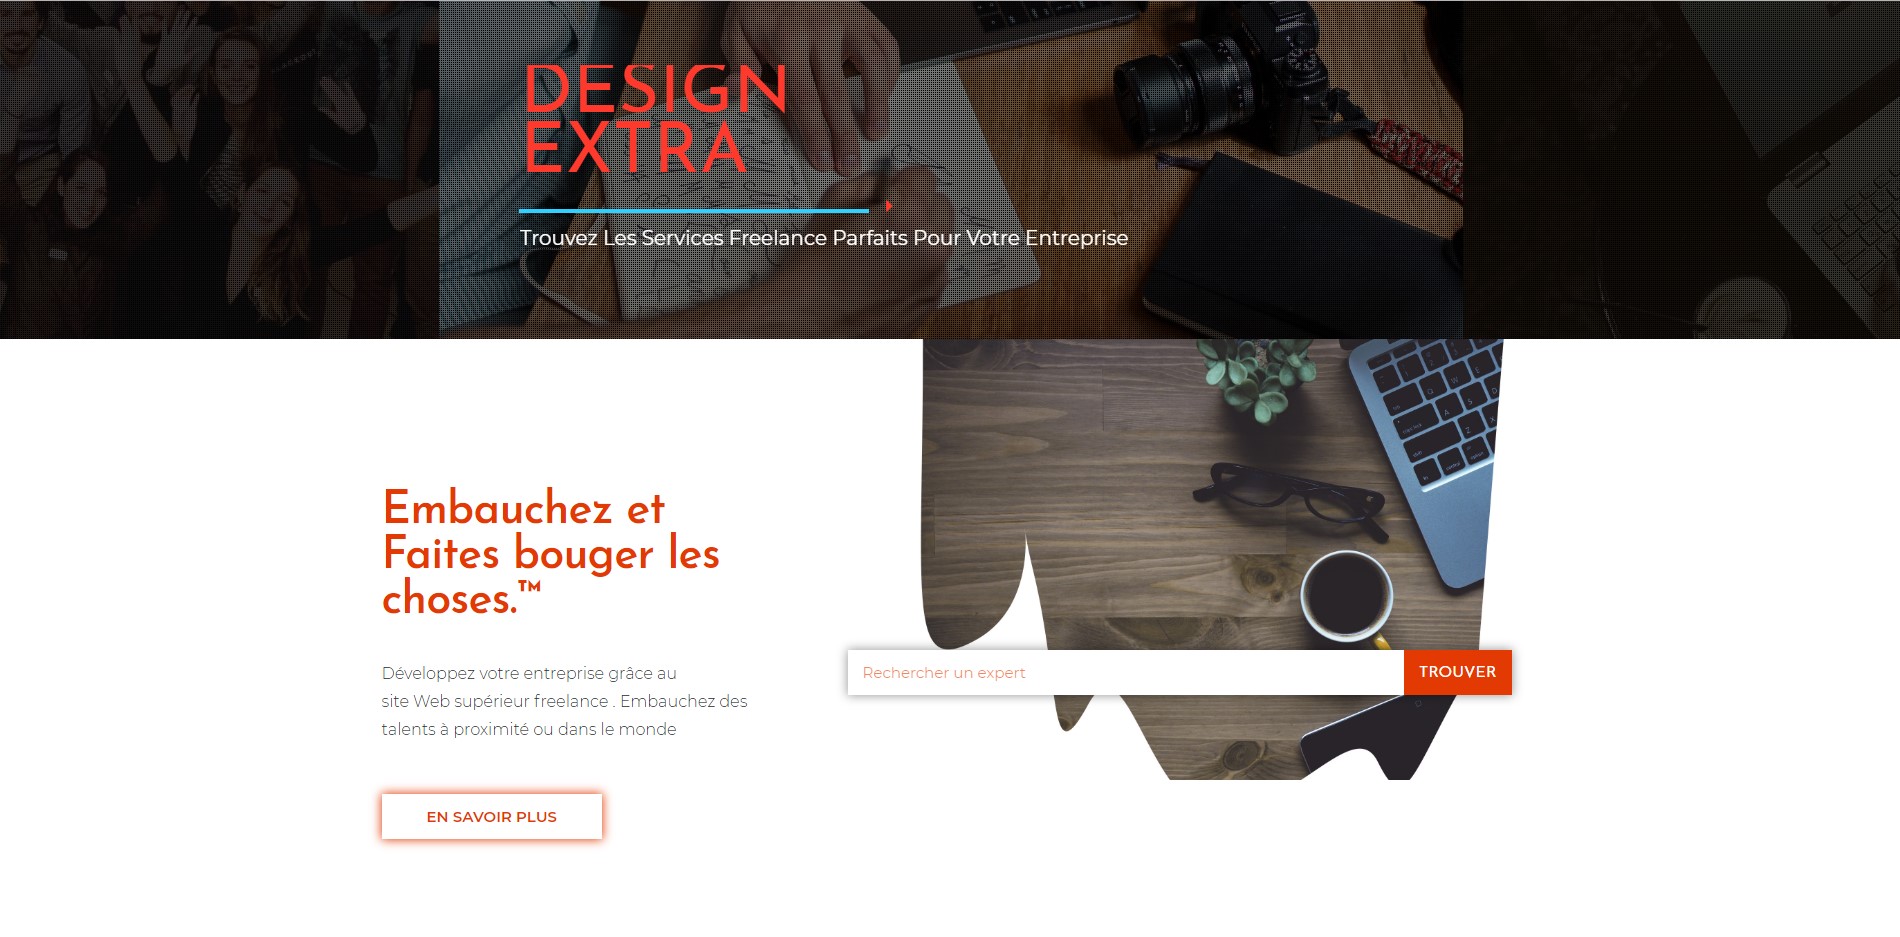 DESIGN
EXTRA
Trouvez Les Services Freelance Parfaits Pour Votre Entreprise
Embauchez et
Faites bouger les
choses.™
Développez votre entreprise grâce au
site Web supérieur freelance . Embauchez des
talents à proximité ou dans le monde
Rechercher un expert
TROUVER
EN SAVOIR PLUS